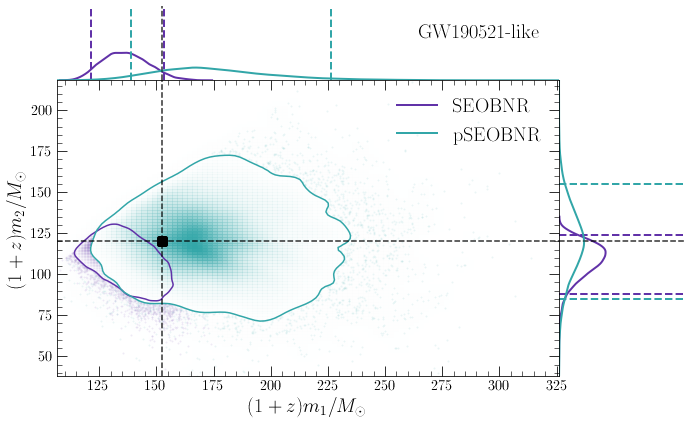 GW190521-like
SEOBNR
pSEOBNR
200
175
150
125
100
75
50
(1 + z)m₂/M⊙
125 150 175 200 225 250 275 300 325
(1 + z)m₁/M⊙